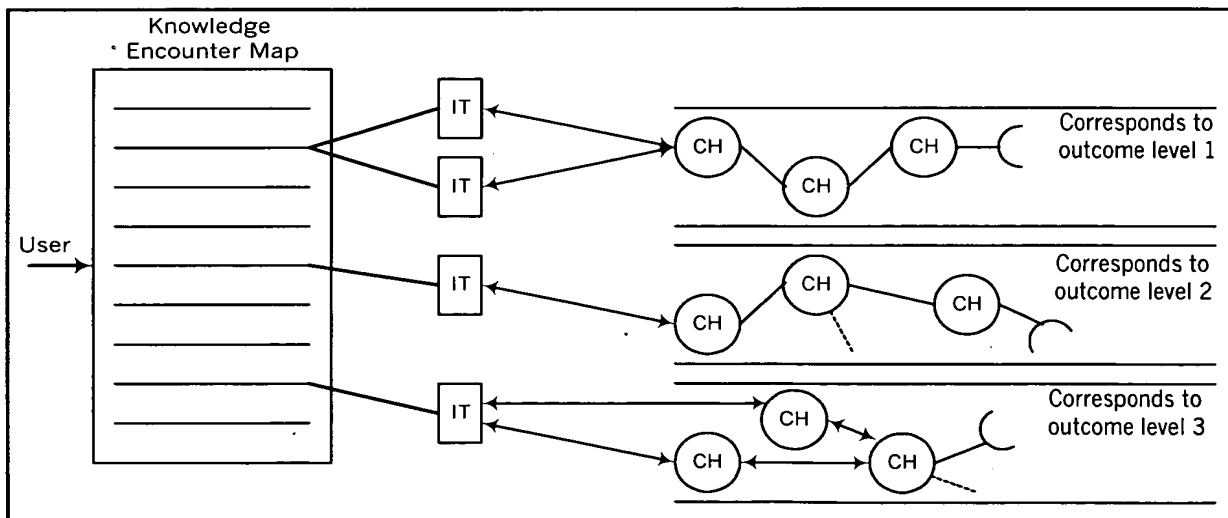 Knowledge
Encounter Map
User
IT
IT
IT
IT
CH
CH
CH
Corresponds to
outcome level 1
CH
CH
CH
Corresponds to
outcome level 2
CH
CH
CH
Corresponds to
outcome level 3